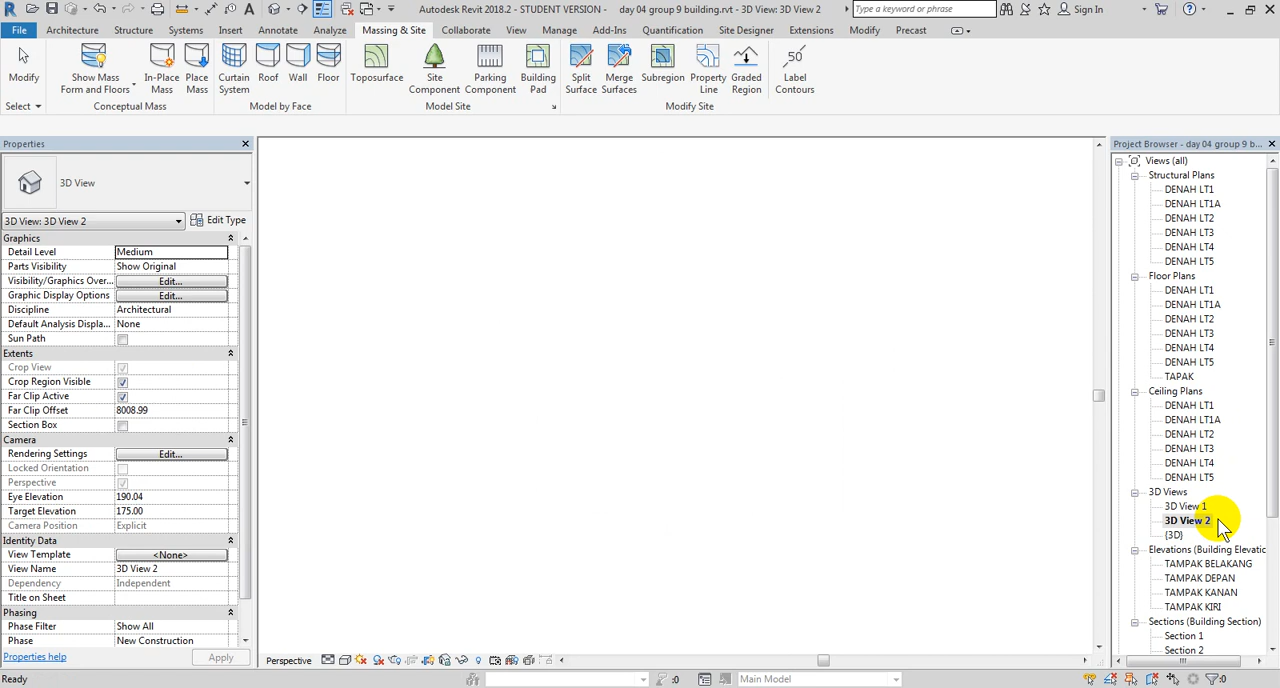 Autodesk Revit 2018.2 - STUDENT VERSION - day 04 group 9 building.rvt - 3D View: 3D View 2
Type a keyword or phrase
Sign In
File Architecture Structure Systems Insert Annotate Analyze Massing & Site Collaborate View Manage Add-Ins Quantification Site Designer Extensions Modify Precast
Modify
Show Mass Form and Floors
In-Place Mass
Place Mass
Curtain System
Roof
Wall
Floor
Toposurface
Site Component
Parking Component
Building Pad
Split Surface
Merge Surfaces
Subregion
Property Line
Graded Region
50
Label Contours
Select
Conceptual Mass
Model by Face
Model Site
Modify Site
Properties
3D View
3D View: 3D View 2
Edit Type
Graphics
Detail Level Medium
Parts Visibility Show Original
Visibility/Graphics Over... Edit...
Graphic Display Options Edit...
Discipline Architectural
Default Analysis Displa... None
Sun Path
Extents
Crop View
Crop Region Visible
Far Clip Active
Far Clip Offset 8008.99
Section Box
Camera
Rendering Settings Edit...
Locked Orientation
Perspective
Eye Elevation 190.04
Target Elevation 175.00
Camera Position Explicit
Identity Data
View Template <None>
View Name 3D View 2
Dependency Independent
Title on Sheet
Phasing
Phase Filter Show All
Phase New Construction
Properties help
Apply
Perspective
Project Browser - day 04 group 9 b...
Views (all)
Structural Plans
DENAH LT1
DENAH LT1A
DENAH LT2
DENAH LT3
DENAH LT4
DENAH LT5
Floor Plans
DENAH LT1
DENAH LT1A
DENAH LT2
DENAH LT3
DENAH LT4
DENAH LT5
TAPAK
Ceiling Plans
DENAH LT1
DENAH LT1A
DENAH LT2
DENAH LT3
DENAH LT4
DENAH LT5
3D Views
3D View 1
3D View 2
{3D}
Elevations (Building Elevatic
TAMPAK BELAKANG
TAMPAK DEPAN
TAMPAK KANAN
TAMPAK KIRI
Sections (Building Section)
Section 1
Section 2
Ready
:0
Main Model
:0